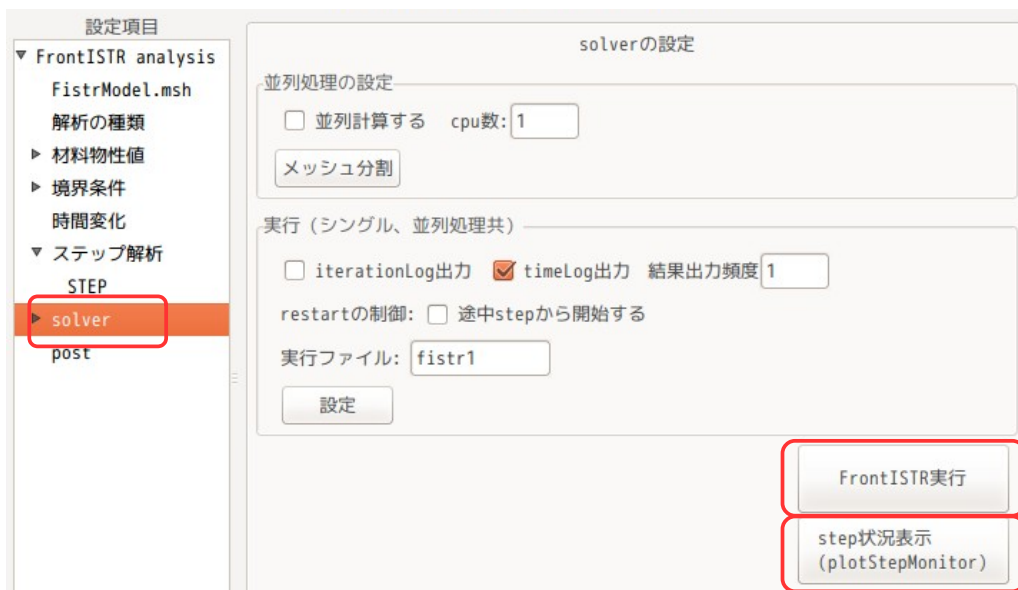 設定項目
FrontISTR analysis
FistrModel.msh
解析の種類
材料物性値
境界条件
時間変化
ステップ解析
STEP
solver
post
solverの設定
並列処理の設定
並列計算する cpu数: 1
メッシュ分割
実行（シングル、並列処理共）
iterationLog出力 timeLog出力 結果出力頻度 1
restartの制御: 途中stepから開始する
実行ファイル: fistr1
設定
FrontISTR実行
step状況表示
(plotStepMonitor)